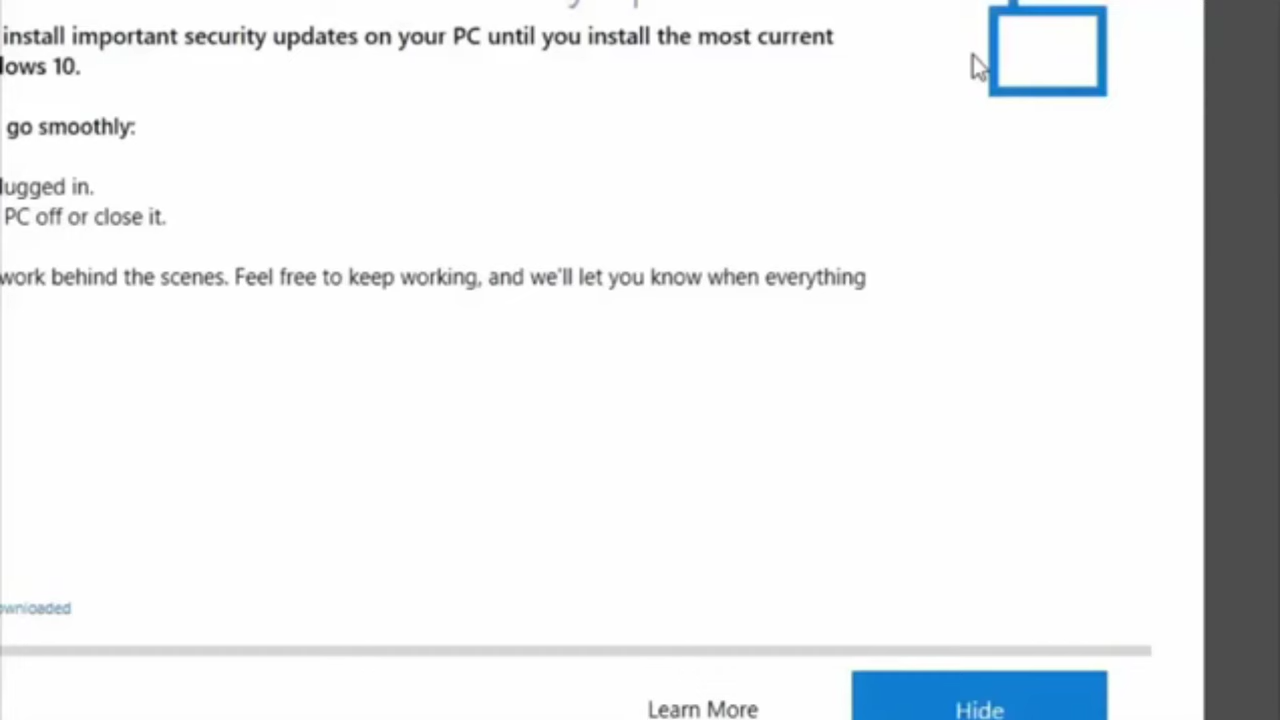 install important security updates on your PC until you install the most current
lows 10.
go smoothly:
lugged in.
PC off or close it.
work behind the scenes. Feel free to keep working, and we'll let you know when everything
ownloaded
Learn More
Hide